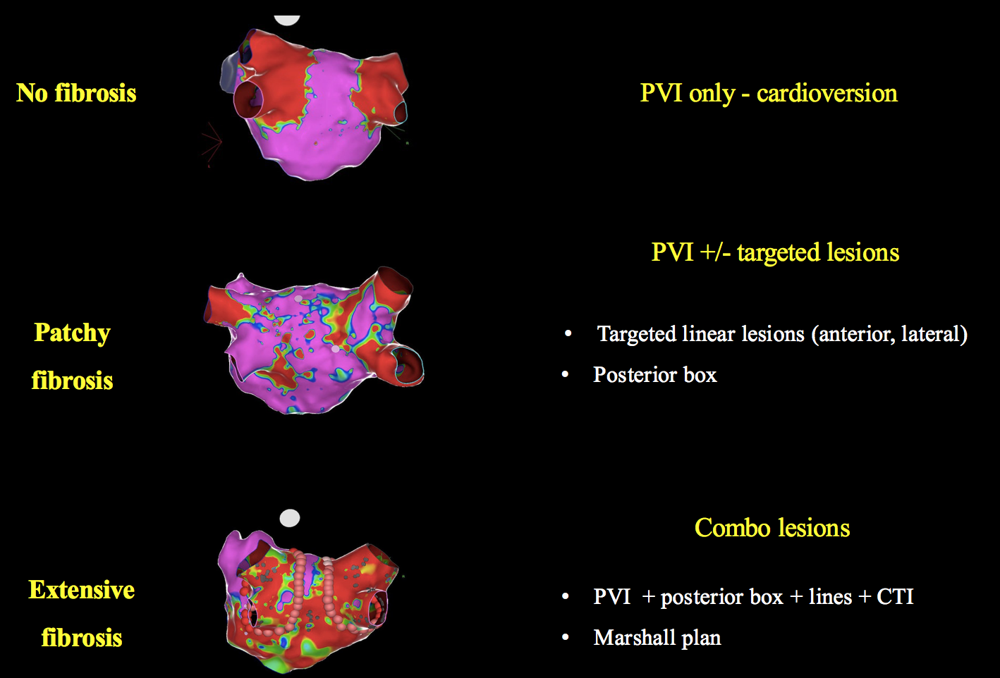 No fibrosis
PVI only - cardioversion
PVI +/- targeted lesions
Patchy
fibrosis
• Targeted linear lesions (anterior, lateral)
• Posterior box
Combo lesions
Extensive
fibrosis
• PVI + posterior box + lines + CTI
• Marshall plan